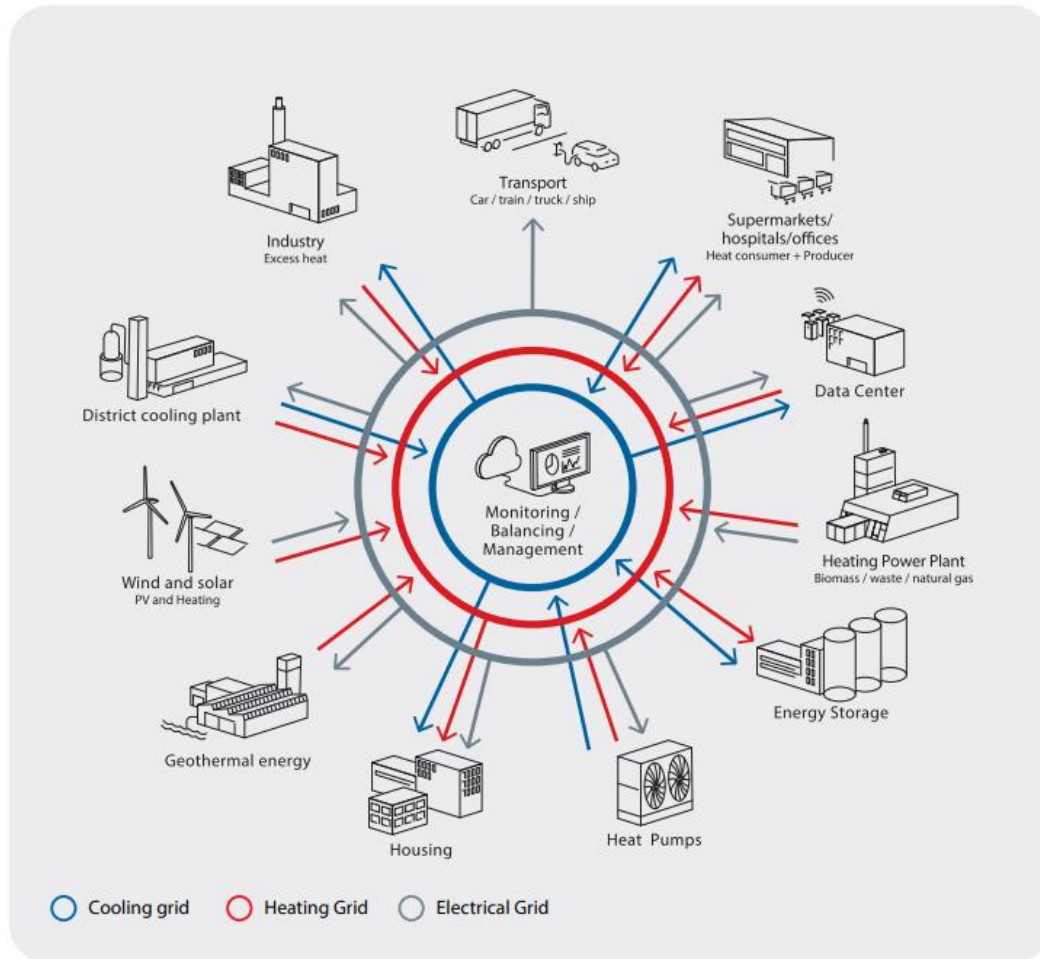 Transport
Car / train / truck / ship
Supermarkets/
hospitals/offices
Heat consumer + Producer
Industry
Excess heat
Data Center
District cooling plant
Monitoring /
Balancing /
Management
Heating Power Plant
Biomass / waste / natural gas
Wind and solar
PV and Heating
Energy Storage
Geothermal energy
Housing
Heat Pumps
Cooling grid
Heating Grid
Electrical Grid